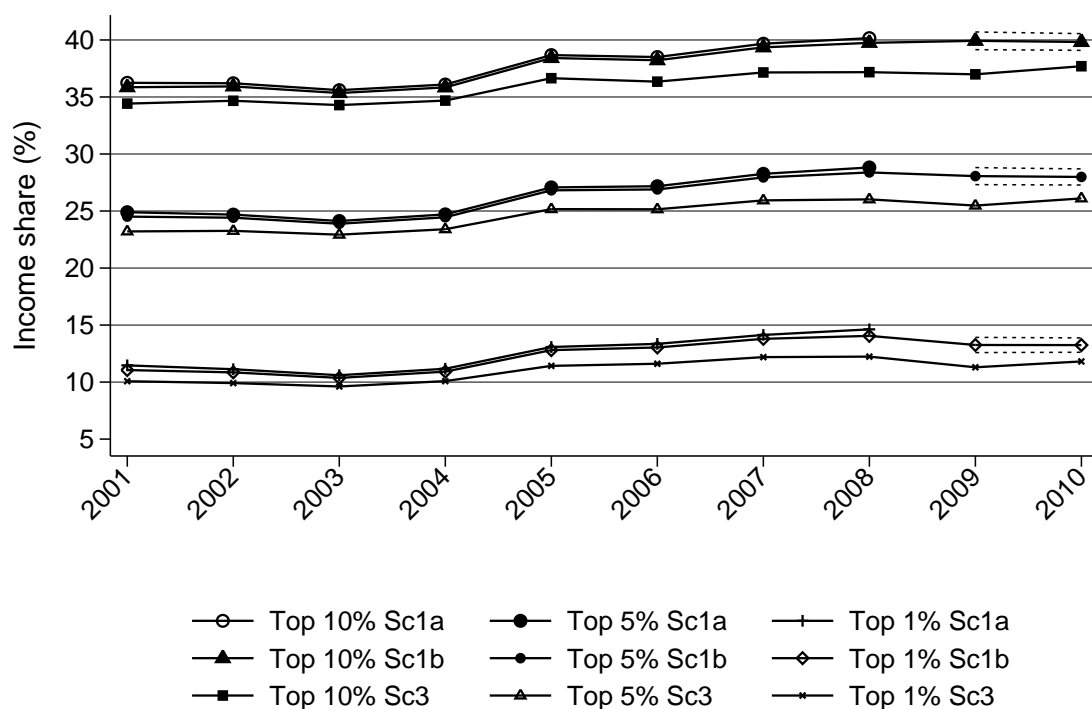 Income share (%)
40
35
30
25
20
15
10
5
2001
2002
2003
2004
2005
2006
2007
2008
2009
2010
Top 10% Sc1a
Top 5% Sc1a
Top 1% Sc1a
Top 10% Sc1b
Top 5% Sc1b
Top 1% Sc1b
Top 10% Sc3
Top 5% Sc3
Top 1% Sc3